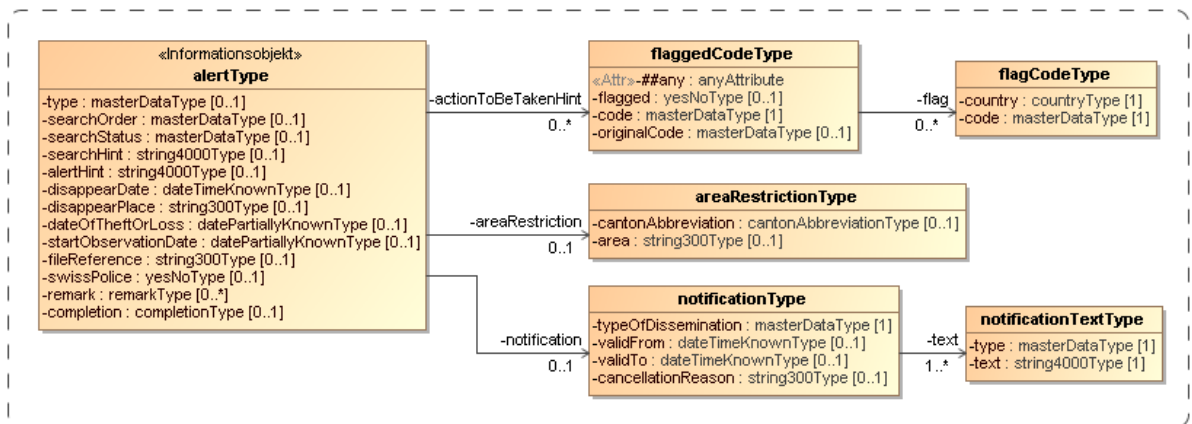 «Informationsobjekt»
alertType
-type : masterDataType [0..1]
-searchOrder : masterDataType [0..1]
-searchStatus : masterDataType [0..1]
-searchHint : string4000Type [0..1]
-alertHint : string4000Type [0..1]
-disappearDate : dateTimeKnownType [0..1]
-disappearPlace : string300Type [0..1]
-dateOfTheftOrLoss : datePartiallyKnownType [0..1]
-startObservationDate : datePartiallyKnownType [0..1]
-fileReference : string300Type [0..1]
-swissPolice : yesNoType [0..1]
-remark : remarkType [0..*]
-completion : completionType [0..1]
-actionToBeTakenHint
0..*
flaggedCodeType
«Attr»-##any : anyAttribute
-flagged : yesNoType [0..1]
-code : masterDataType [1]
-originalCode : masterDataType [0..1]
-flag
0..*
flagCodeType
-country : countryType [1]
-code : masterDataType [1]
-areaRestriction
0..1
areaRestrictionType
-cantonAbbreviation : cantonAbbreviationType [0..1]
-area : string300Type [0..1]
-notification
0..1
notificationType
-typeOfDissemination : masterDataType [1]
-validFrom : dateTimeKnownType [0..1]
-validTo : dateTimeKnownType [0..1]
-cancellationReason : string300Type [0..1]
-text
1..*
notificationTextType
-type : masterDataType [1]
-text : string4000Type [1]